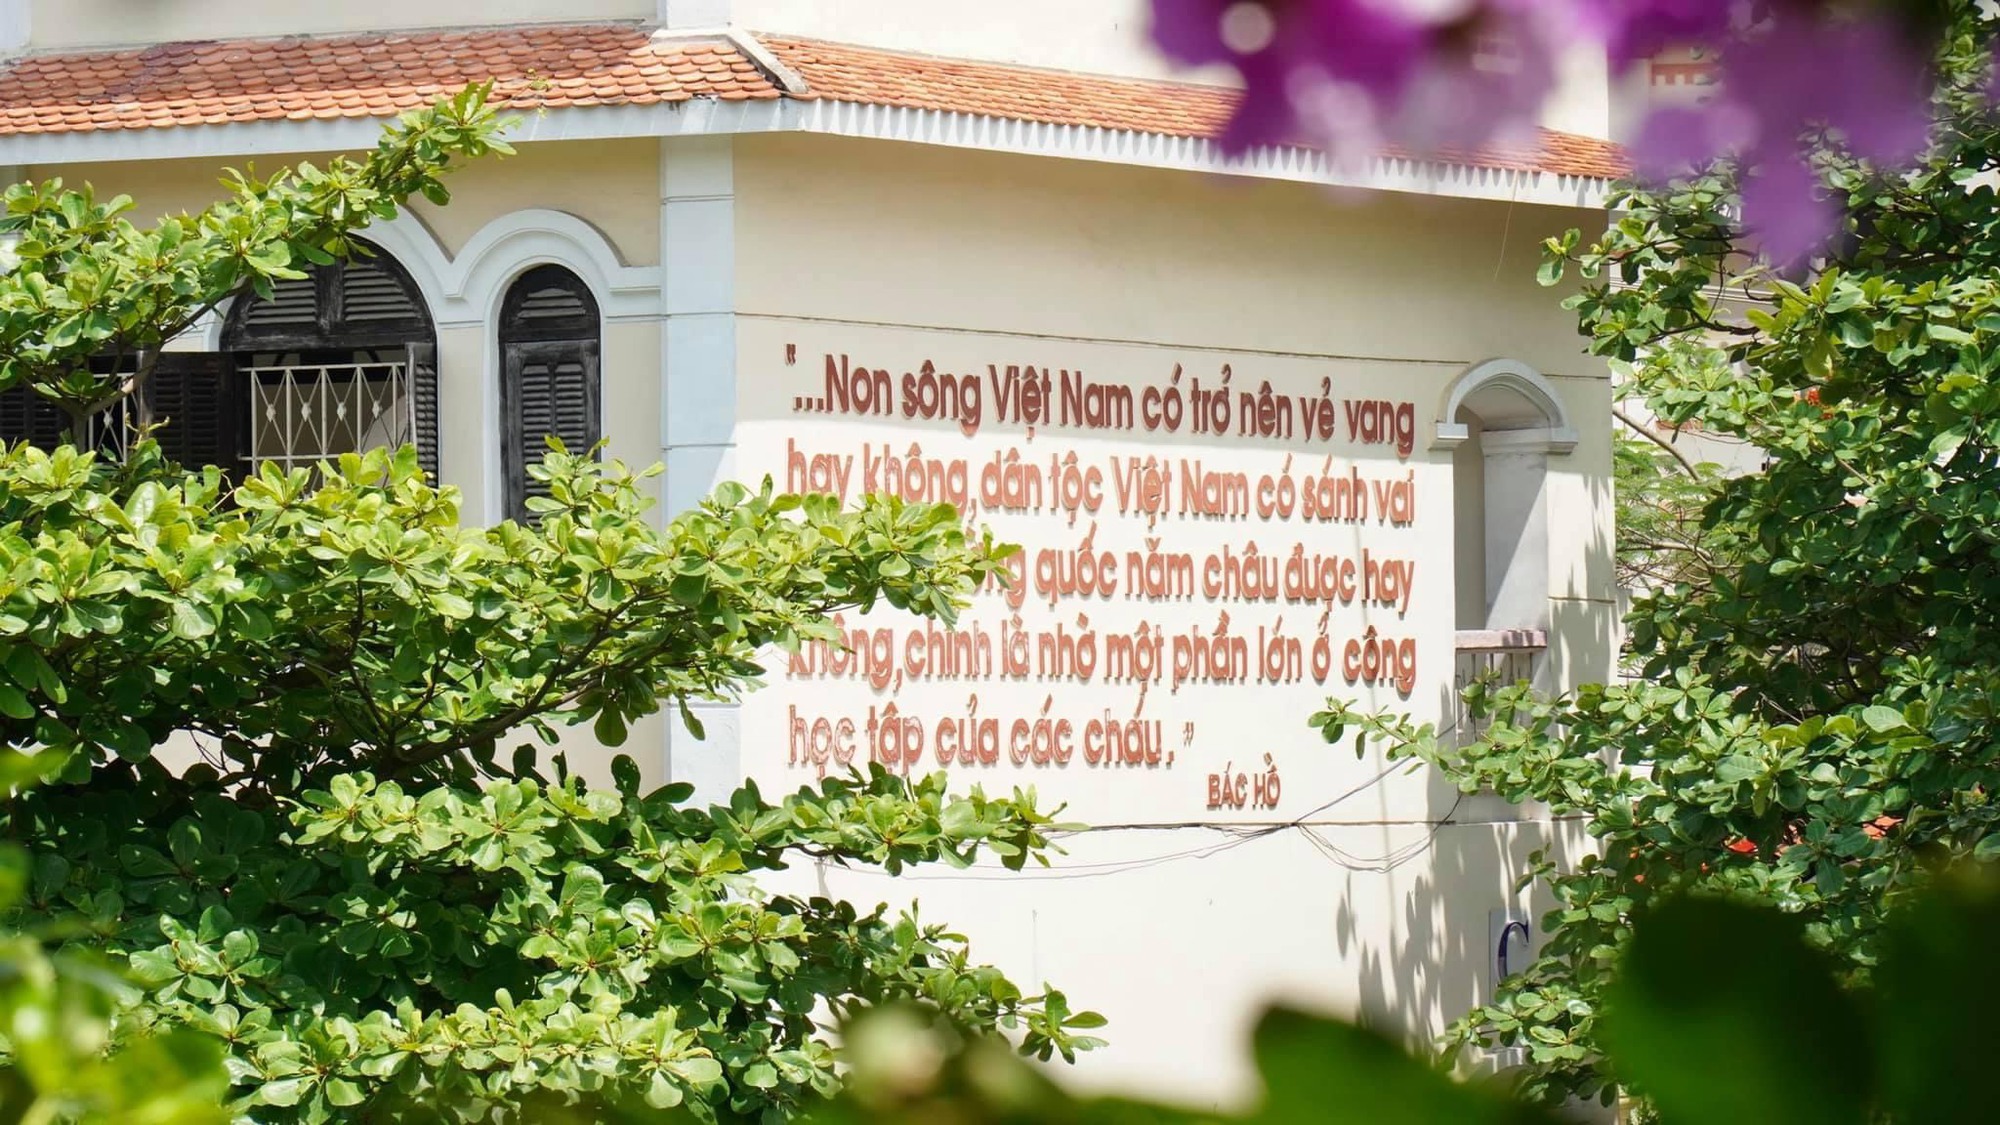 "...Non sông Việt Nam có trở nên vẻ vang
hay không, dân tộc Việt Nam có sánh vai
quốc năm châu được hay
không, chính là nhờ một phần lớn ở công
học tập của các cháu."
BÁC HỒ
C